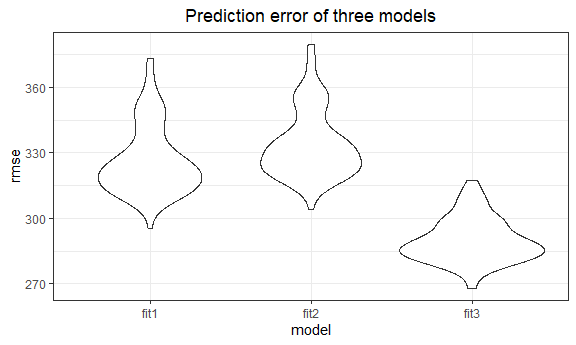 Prediction error of three models
rmse
360
330
300
270
fit1
fit2
fit3
model